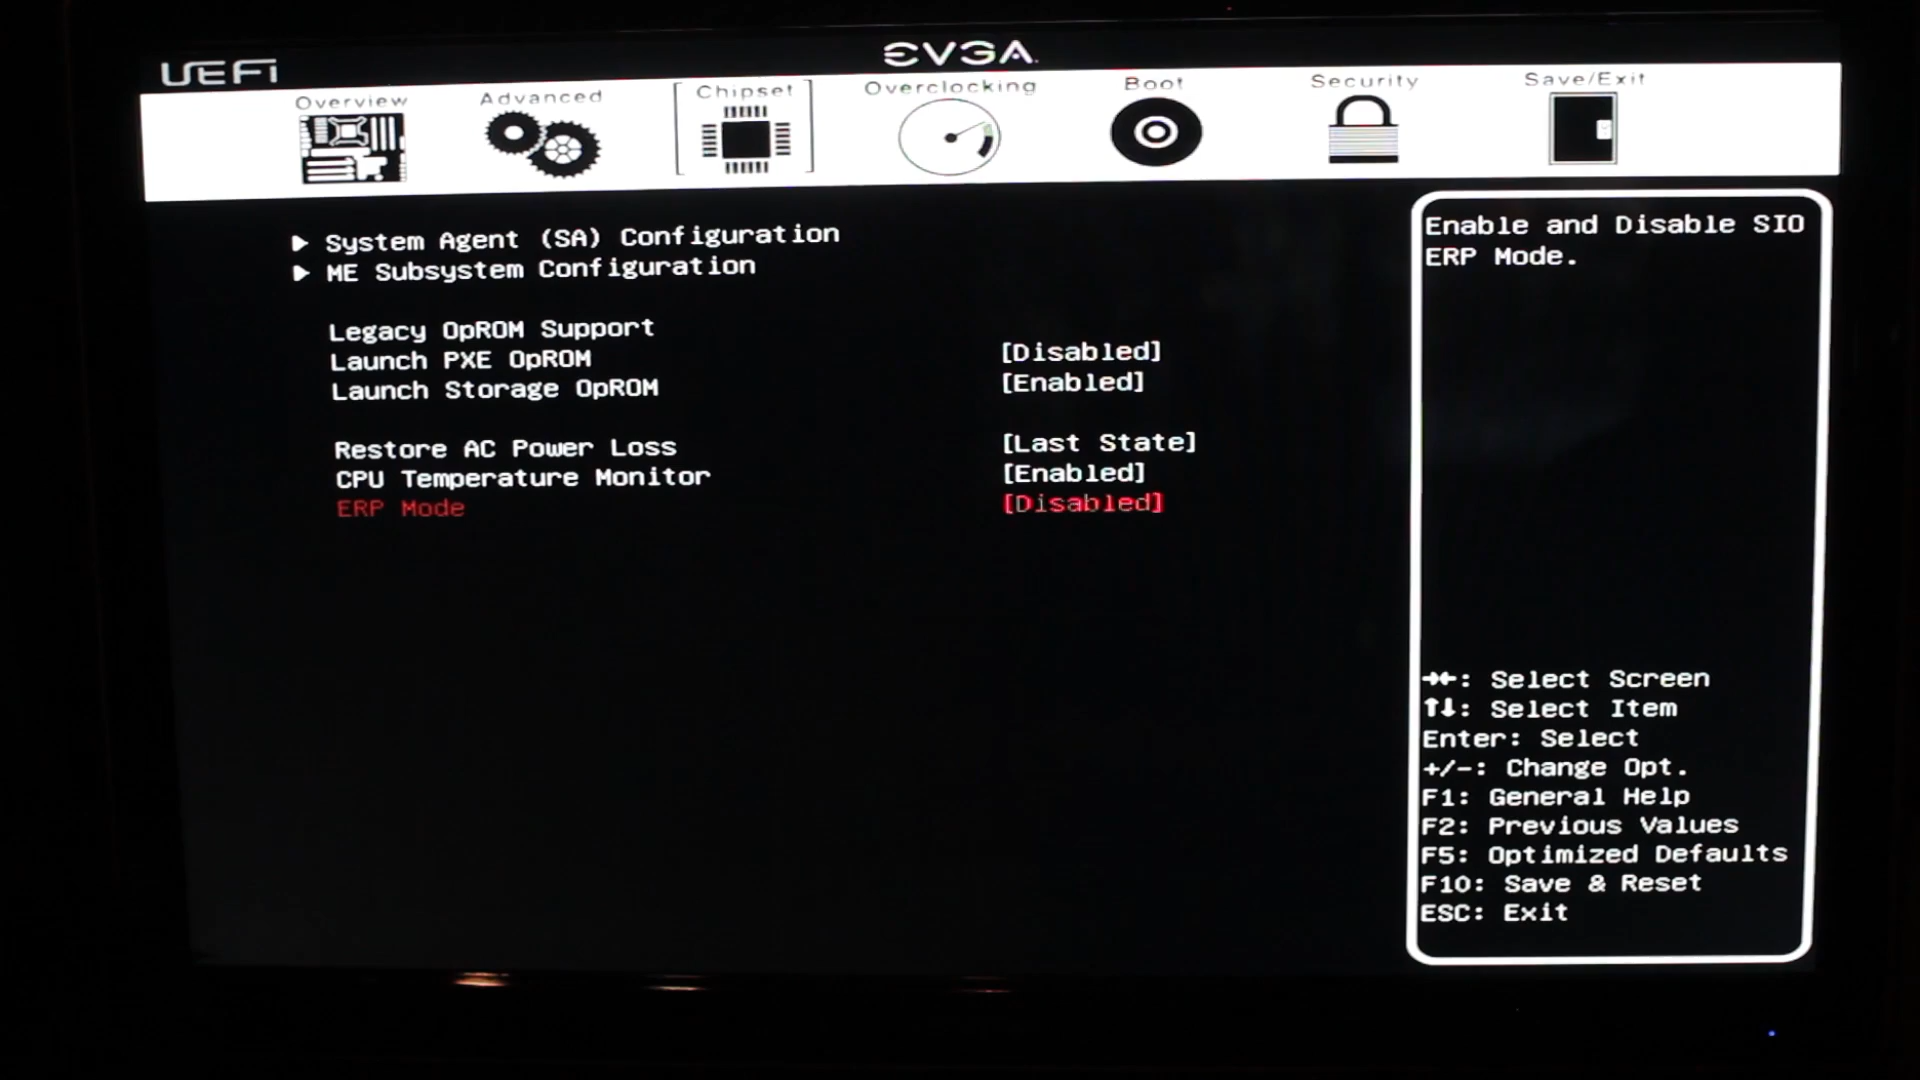 UEFi
EVGA
Overview
Advanced
Chipset
Overclocking
Boot
Security
Save/Exit
System Agent (SA) Configuration
ME Subsystem Configuration
Legacy OpROM Support
Launch PXE OpROM [Disabled]
Launch Storage OpROM [Enabled]
Restore AC Power Loss [Last State]
CPU Temperature Monitor [Enabled]
ERP Mode [Disabled]
Enable and Disable SIO
ERP Mode.
→←: Select Screen
↑↓: Select Item
Enter: Select
+/-: Change Opt.
F1: General Help
F2: Previous Values
F5: Optimized Defaults
F10: Save & Reset
ESC: Exit